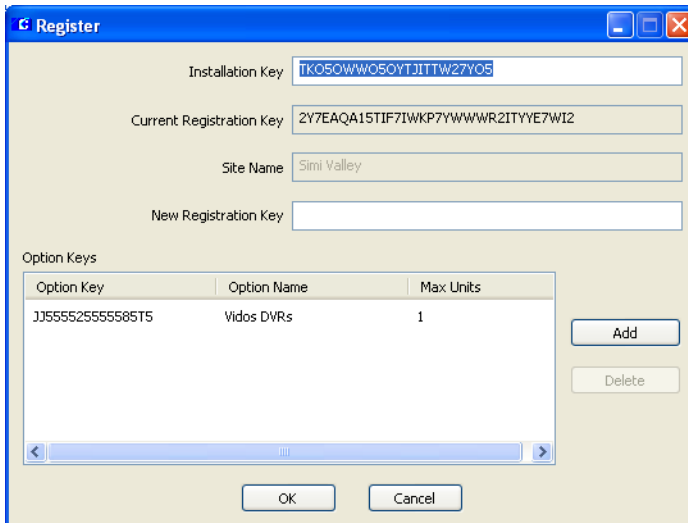 Register
Installation Key TKO5OWWO5OYTJITTW27YO5
Current Registration Key 2Y7EAQA15TIF7IWKP7YWWWR2ITYYE7WI2
Site Name Simi Valley
New Registration Key
Option Keys
Option Key Option Name Max Units
JJ555525555585T5 Vidos DVRs 1
Add
Delete
OK Cancel